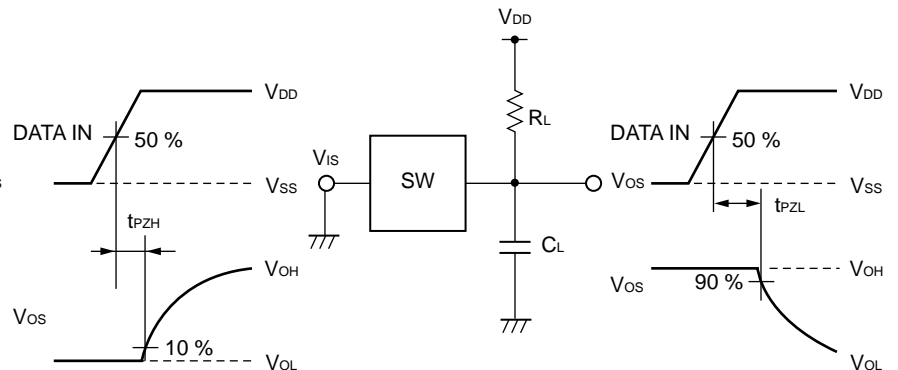 DATA IN
50 %
VDD
VSS
tPZH
VOS
10 %
VOH
VOL
VDD
RL
VIS
SW
VOS
CL
DATA IN
50 %
VDD
VSS
tPZL
VOS
90 %
VOH
VOL